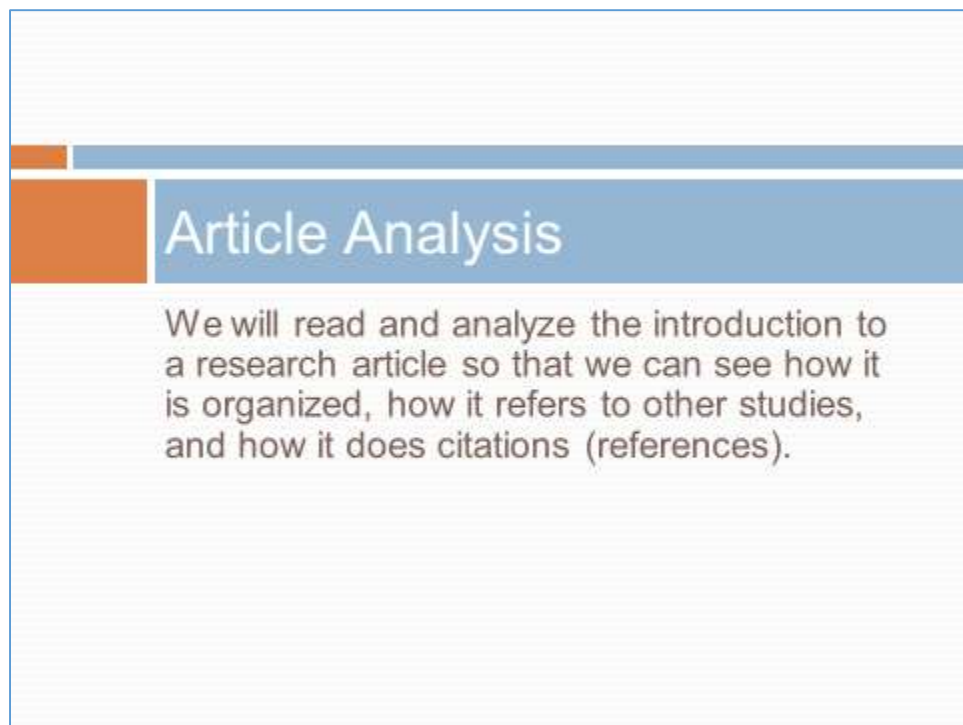 Article Analysis
We will read and analyze the introduction to
a research article so that we can see how it
is organized, how it refers to other studies,
and how it does citations (references).